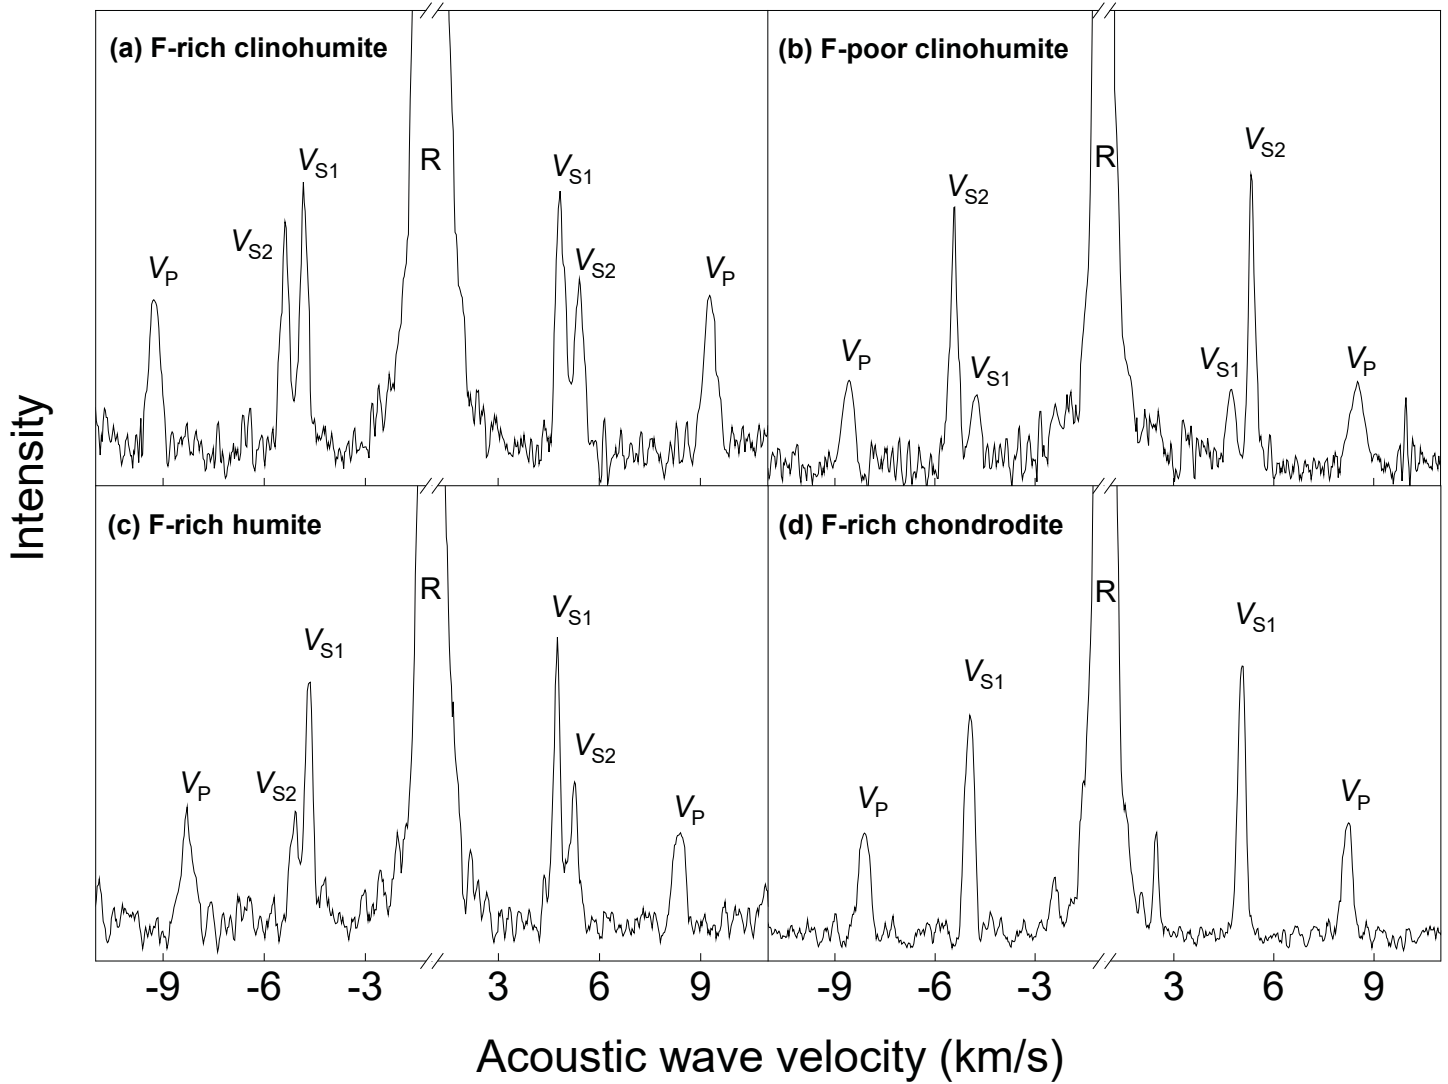 (a) F-rich clinohumite
VP
VS2
VS1
R
VS1
VS2
VP
(b) F-poor clinohumite
VP
VS2
VS1
R
VS1
VS2
VP
(c) F-rich humite
VP
VS2
VS1
R
VS1
VS2
VP
(d) F-rich chondrodite
VP
VS1
R
VS1
VP
Intensity
-9 -6 -3 3 6 9 -9 -6 -3 3 6 9
Acoustic wave velocity (km/s)